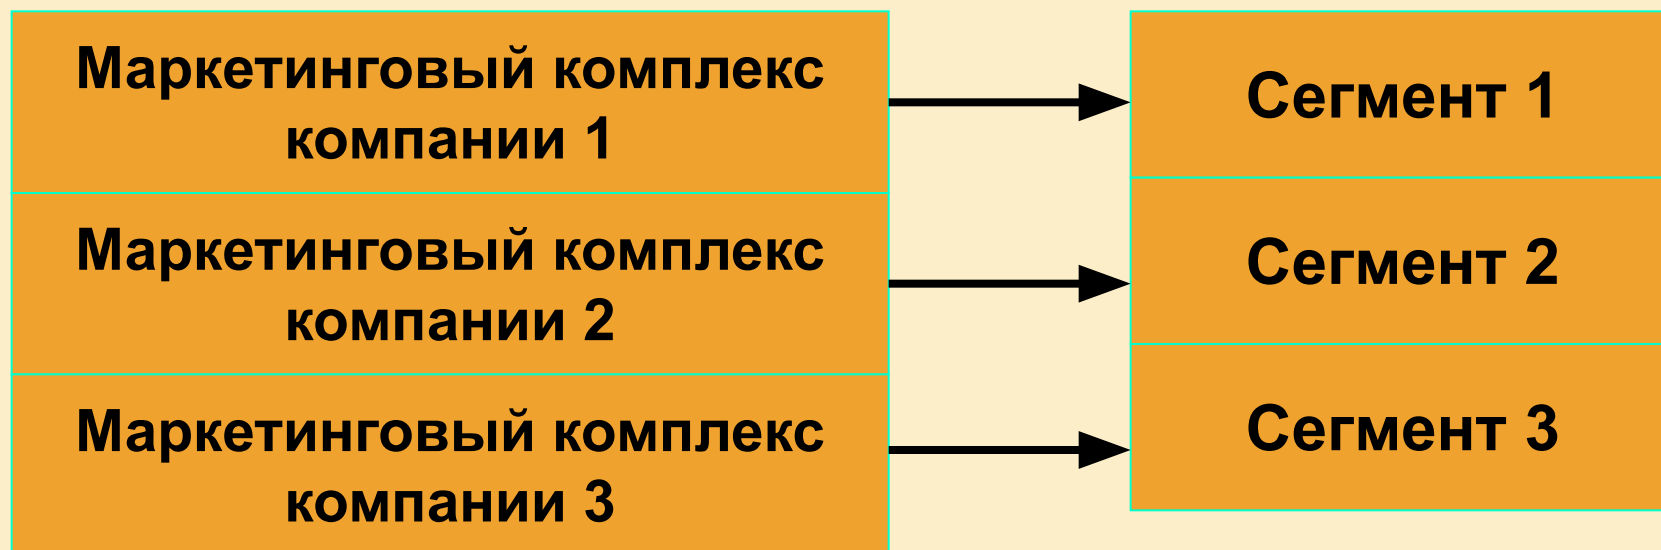 Маркетинговый комплекс
компании 1
Сегмент 1
Маркетинговый комплекс
компании 2
Сегмент 2
Маркетинговый комплекс
компании 3
Сегмент 3